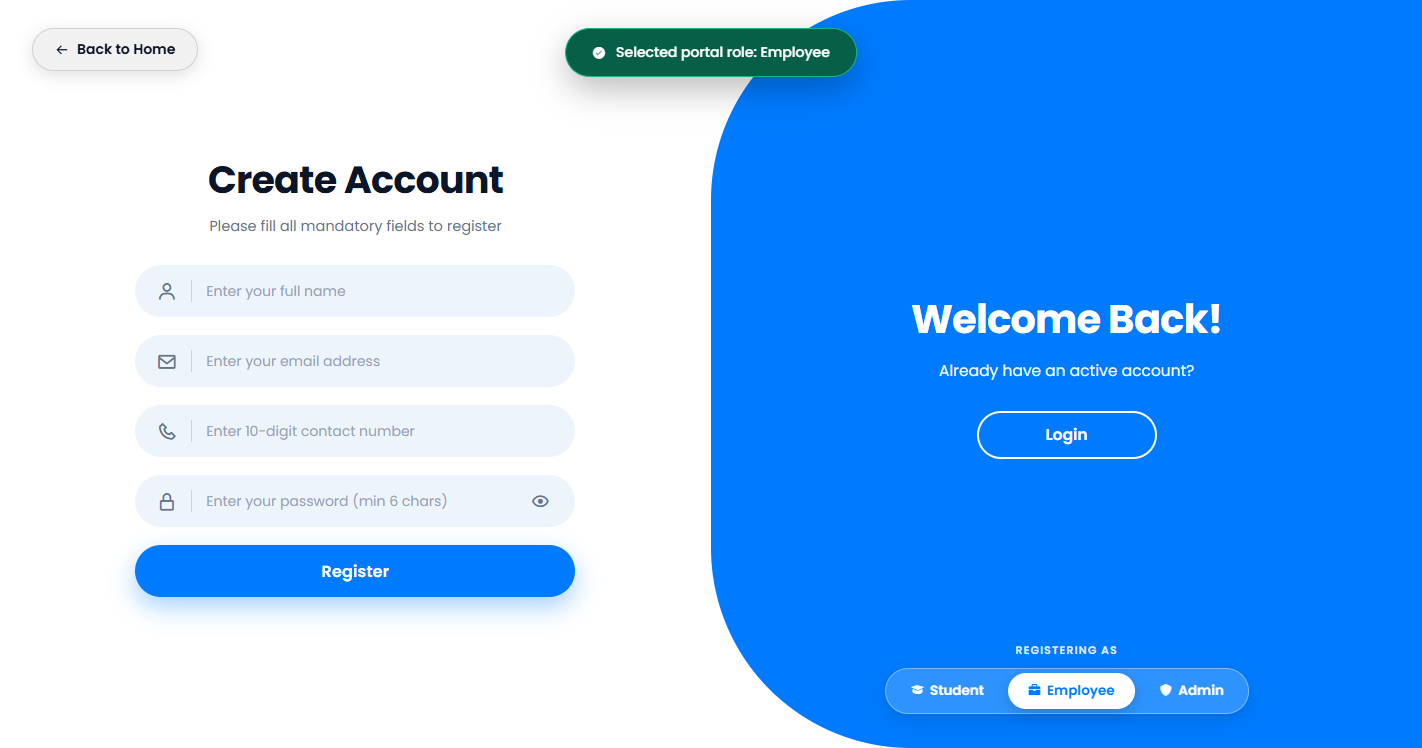 Back to Home
Selected portal role: Employee
Create Account
Please fill all mandatory fields to register
Enter your full name
Enter your email address
Enter 10-digit contact number
Enter your password (min 6 chars)
Register
Welcome Back!
Already have an active account?
Login
REGISTERING AS
Student Employee Admin